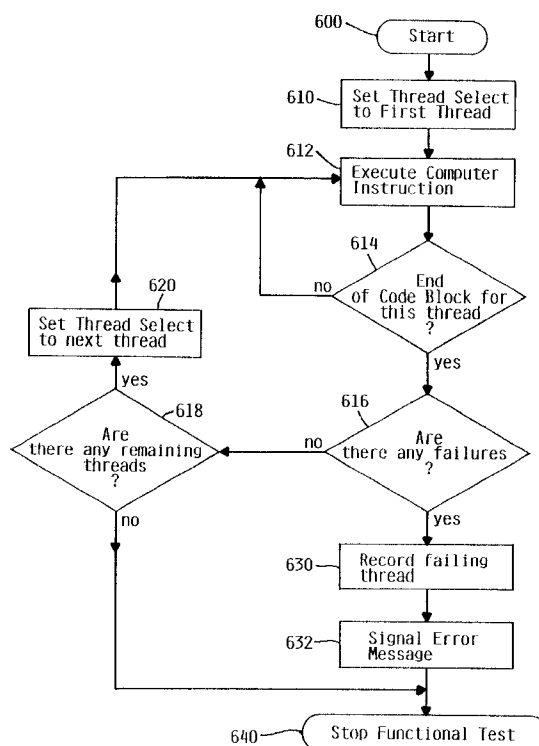 600
Start
610
Set Thread Select
to First Thread
612
Execute Computer
Instruction
614
End
of Code Block for
this thread
?
no
yes
620
Set Thread Select
to next thread
yes
618
Are
there any remaining
threads
?
no
616
Are
there any failures
?
no
yes
630
Record failing
thread
632
Signal Error
Message
640
Stop Functional Test